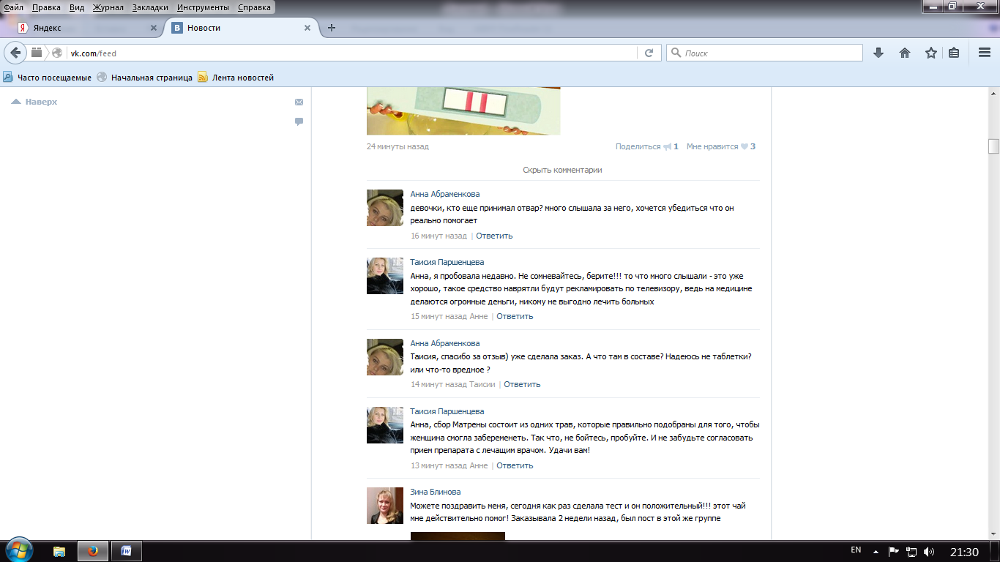 Файл Правка Вид Журнал Закладки Инструменты Справка
Яндекс
В Новости
vk.com/feed
Поиск
Часто посещаемые Начальная страница Лента новостей
Наверх
24 минуты назад
Поделиться 1 Мне нравится 3
Скрыть комментарии
Анна Абраменкова
девочки, кто еще принимал отвар? много слышала за него, хочется убедиться что он
реально помогает
16 минут назад | Ответить
Таисия Паршенцева
Анна, я пробовала недавно. Не сомневайтесь, берите!!! то что много слышали - это уже
хорошо, такое средство наврятли будут рекламировать по телевизору, ведь на медицине
делаются огромные деньги, никому не выгодно лечить больных
15 минут назад Анне | Ответить
Анна Абраменкова
Таисия, спасибо за отзыв) уже сделала заказ. А что там в составе? Надеюсь не таблетки?
или что-то вредное ?
14 минут назад Таисии | Ответить
Таисия Паршенцева
Анна, сбор Матрены состоит из одних трав, которые правильно подобраны для того, чтобы
женщина смогла забеременеть. Так что, не бойтесь, пробуйте. И не забудьте согласовать
прием препарата с лечащим врачом. Удачи вам!
13 минут назад Анне | Ответить
Зина Блинова
Можете поздравить меня, сегодня как раз сделала тест и он положительный!!! этот чай
мне действительно помог! Заказывала 2 недели назад, был пост в этой же группе
EN
21:30